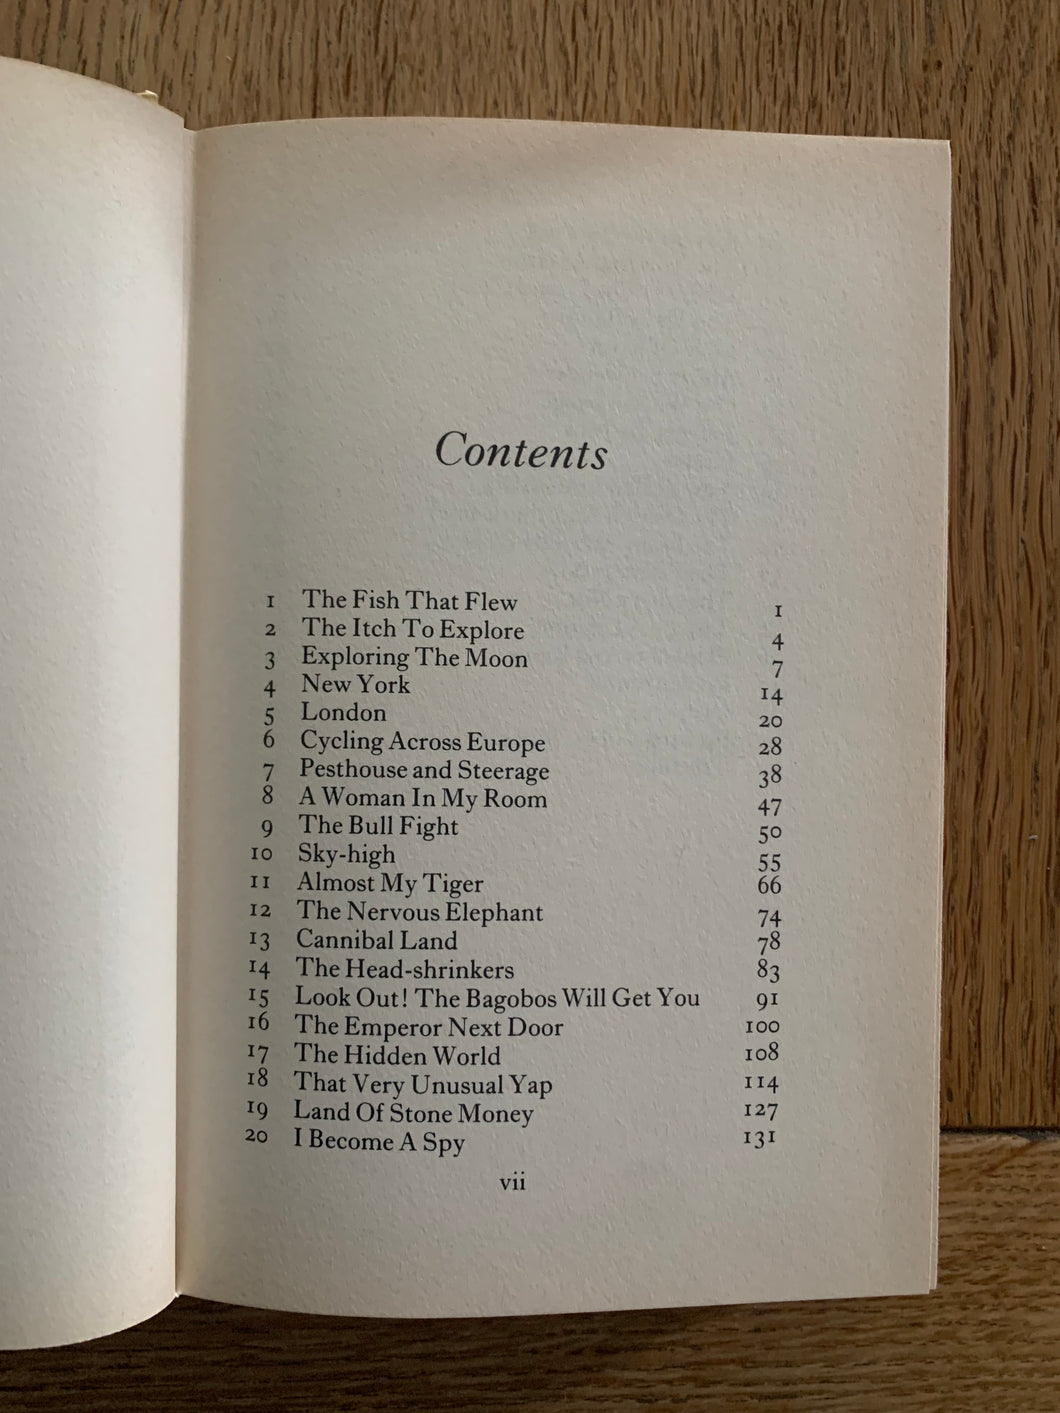 Contents
1 The Fish That Flew 1
2 The Itch To Explore 4
3 Exploring The Moon 7
4 New York 14
5 London 20
6 Cycling Across Europe 28
7 Pesthouse and Steerage 38
8 A Woman In My Room 47
9 The Bull Fight 50
10 Sky-high 55
11 Almost My Tiger 66
12 The Nervous Elephant 74
13 Cannibal Land 78
14 The Head-shrinkers 83
15 Look Out! The Bagobos Will Get You 91
16 The Emperor Next Door 100
17 The Hidden World 108
18 That Very Unusual Yap 114
19 Land Of Stone Money 127
20 I Become A Spy 131
vii